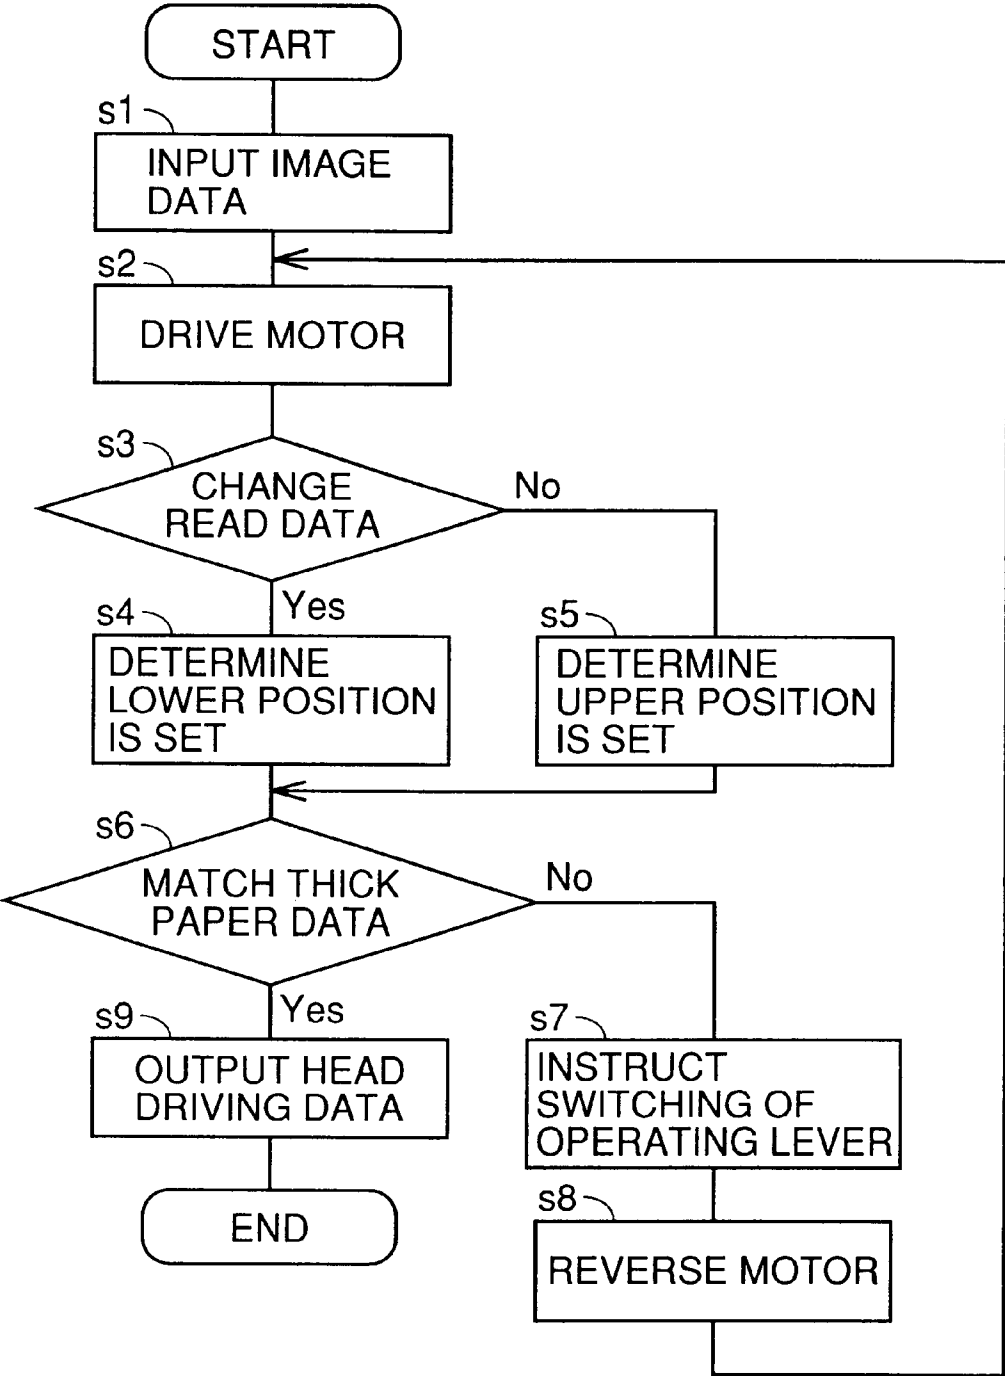 START
s1
INPUT IMAGE
DATA
s2
DRIVE MOTOR
s3
CHANGE
READ DATA
No
Yes
s4
DETERMINE
LOWER POSITION
IS SET
s5
DETERMINE
UPPER POSITION
IS SET
s6
MATCH THICK
PAPER DATA
No
Yes
s9
OUTPUT HEAD
DRIVING DATA
END
s7
INSTRUCT
SWITCHING OF
OPERATING LEVER
s8
REVERSE MOTOR